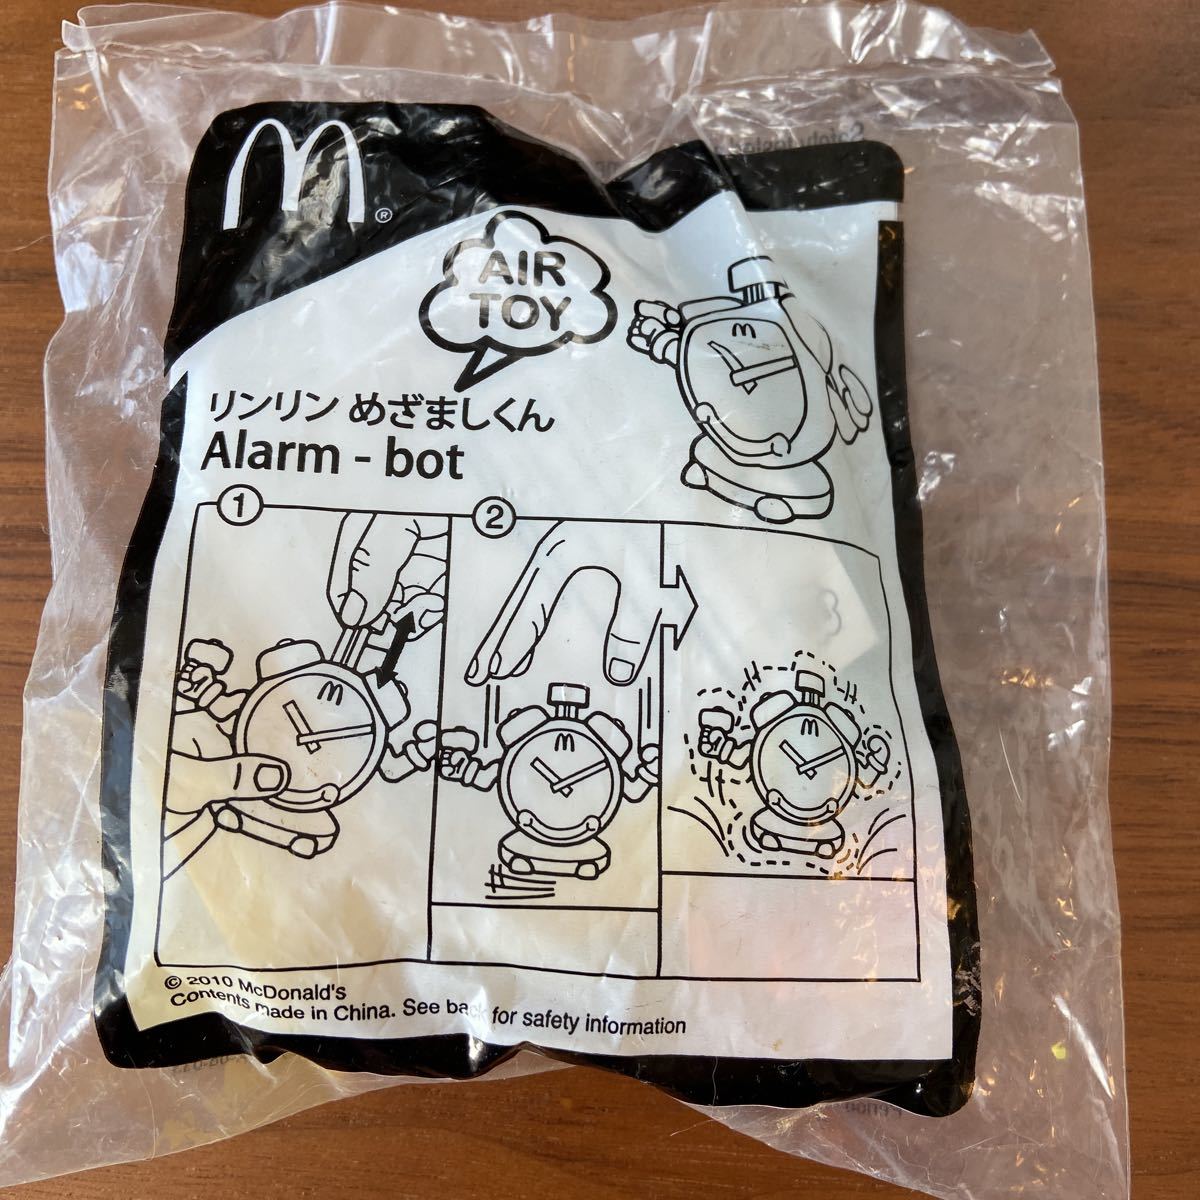 M®
AIR
TOY
リンリン めざましくん
Alarm - bot
1
2
© 2010 McDonald's
Contents made in China. See back for safety information